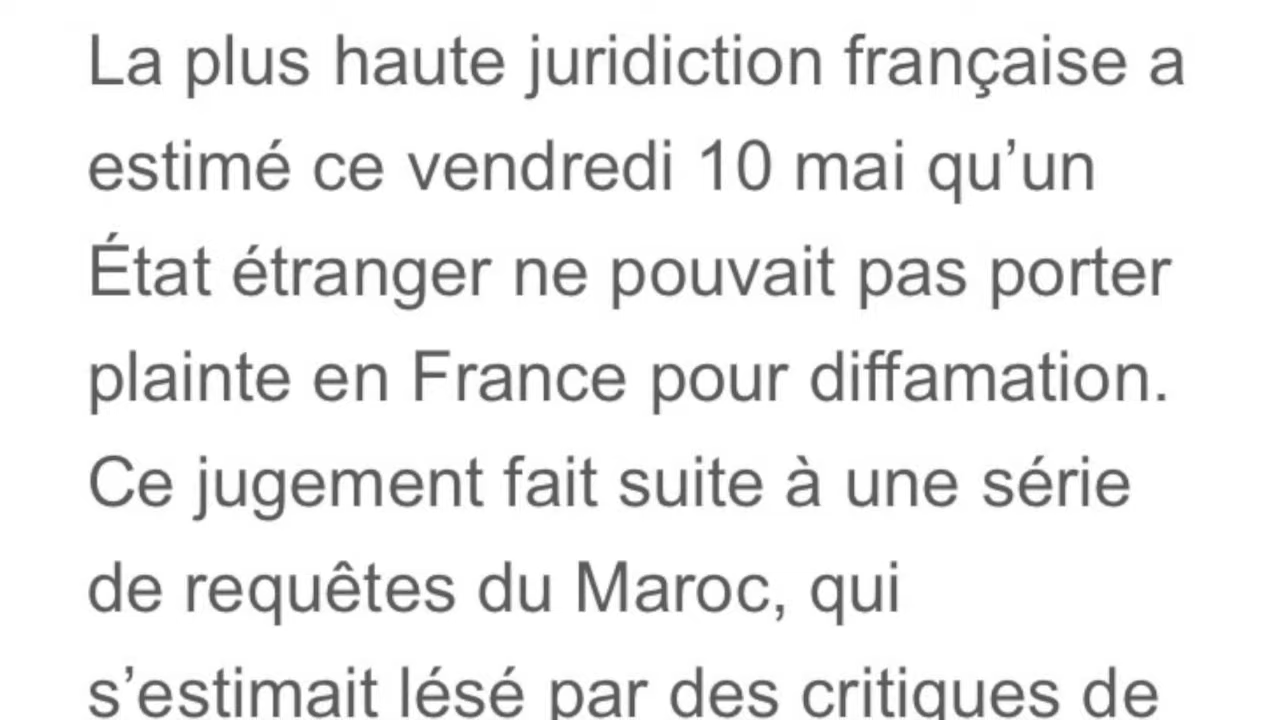 La plus haute juridiction française a
estimé ce vendredi 10 mai qu’un
État étranger ne pouvait pas porter
plainte en France pour diffamation.
Ce jugement fait suite à une série
de requêtes du Maroc, qui
s’estimait lésé par des critiques de